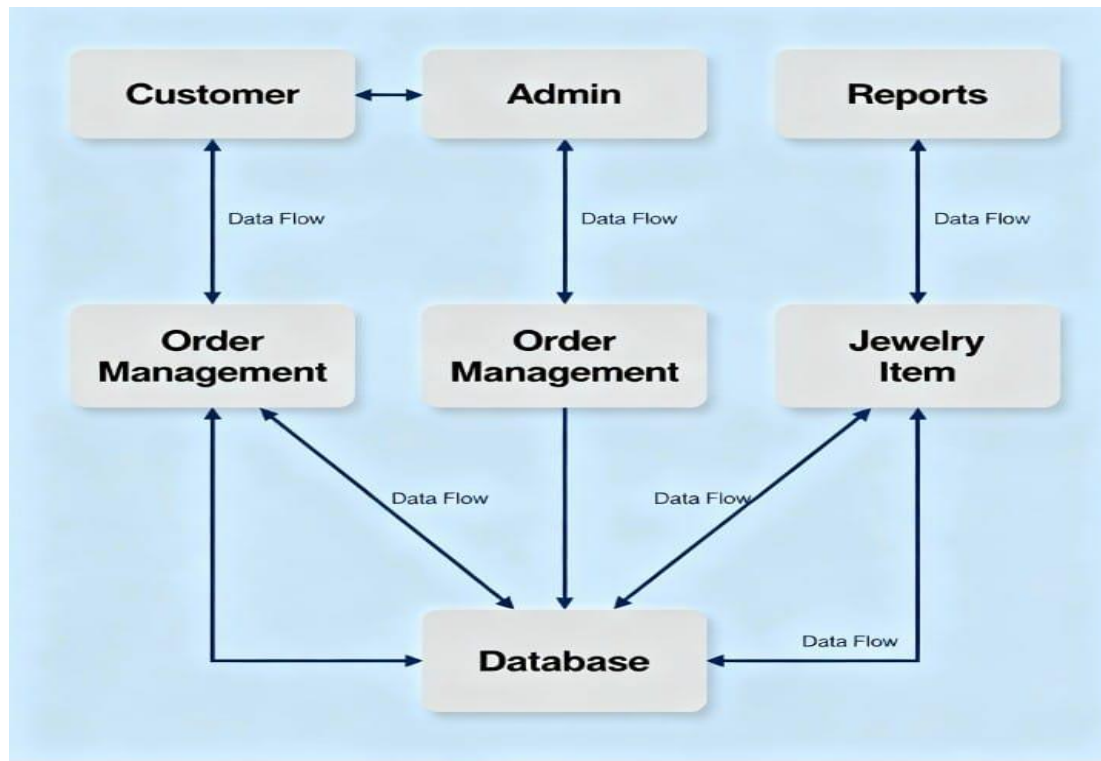 Customer
Admin
Reports
Data Flow
Data Flow
Data Flow
Order
Management
Order
Management
Jewelry
Item
Data Flow
Data Flow
Data Flow
Database